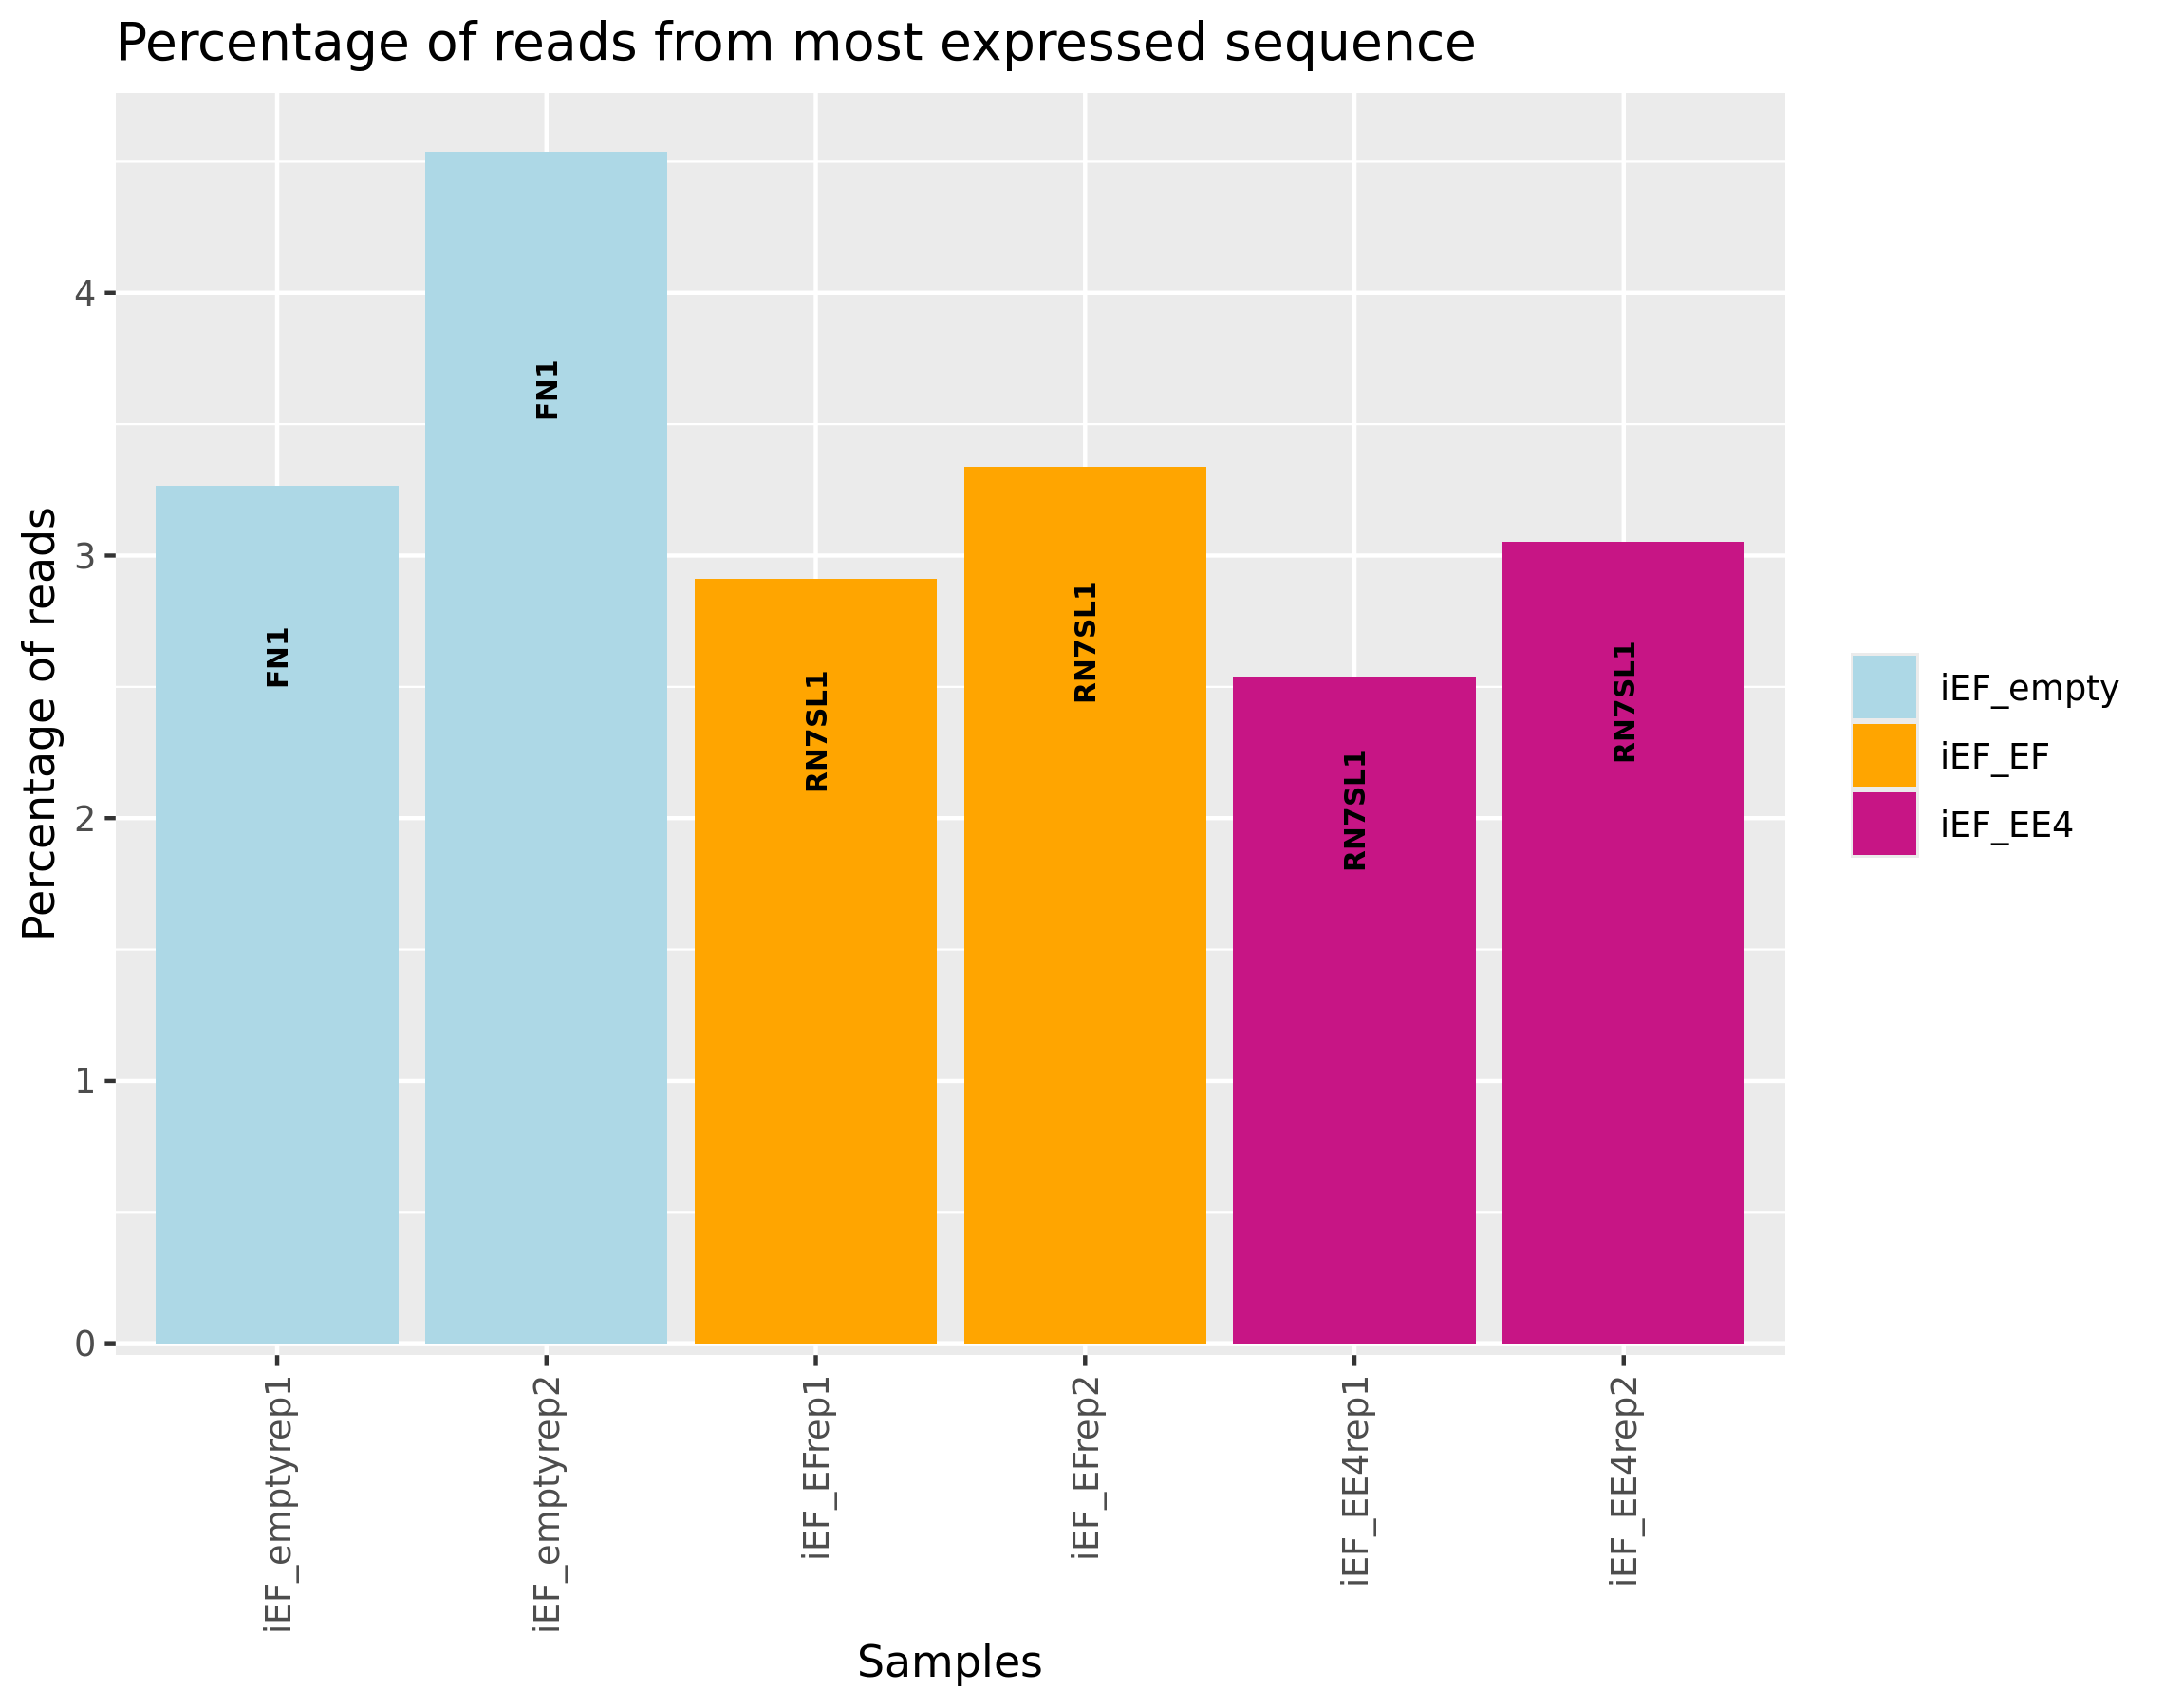 Percentage of reads from most expressed sequence
Percentage of reads
4
3
2
1
0
FN1
FN1
RN7SL1
RN7SL1
RN7SL1
RN7SL1
iEF_emptyrep1
iEF_emptyrep2
iEF_EFrep1
iEF_EFrep2
iEF_EE4rep1
iEF_EE4rep2
Samples
iEF_empty
iEF_EF
iEF_EE4